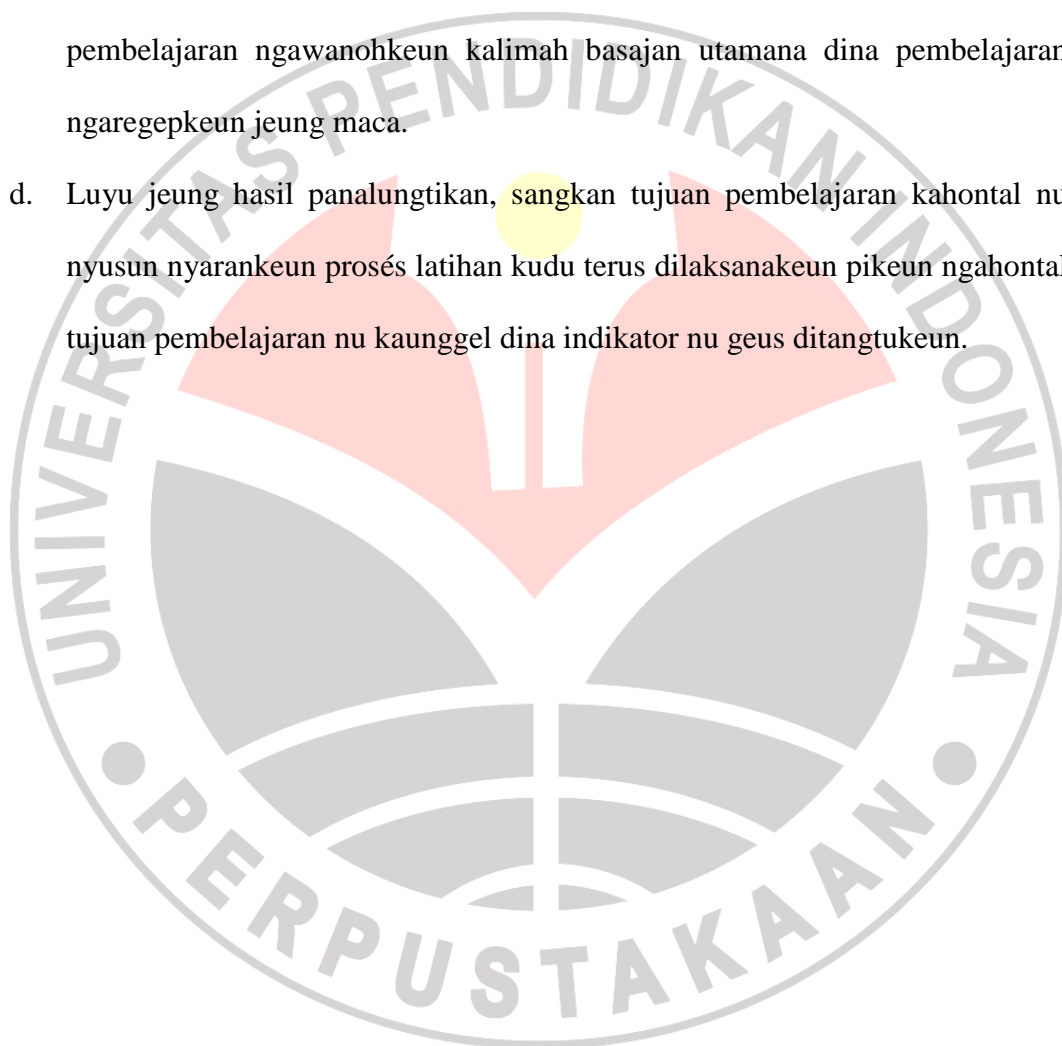 pembelajaran ngawanohkeun kalimah basajan utamana dina pembelajaran
ngaregepkeun jeung maca.
d. Luyu jeung hasil panalungtikan, sangkan tujuan pembelajaran kahontal nu
nyusun nyarankeun prosés latihan kudu terus dilaksanakeun pikeun ngahontal
tujuan pembelajaran nu kaunggel dina indikator nu geus ditangtukeun.
UNIVERSITAS PENDIDIKAN INDONESIA
PERPUSTAKAAN